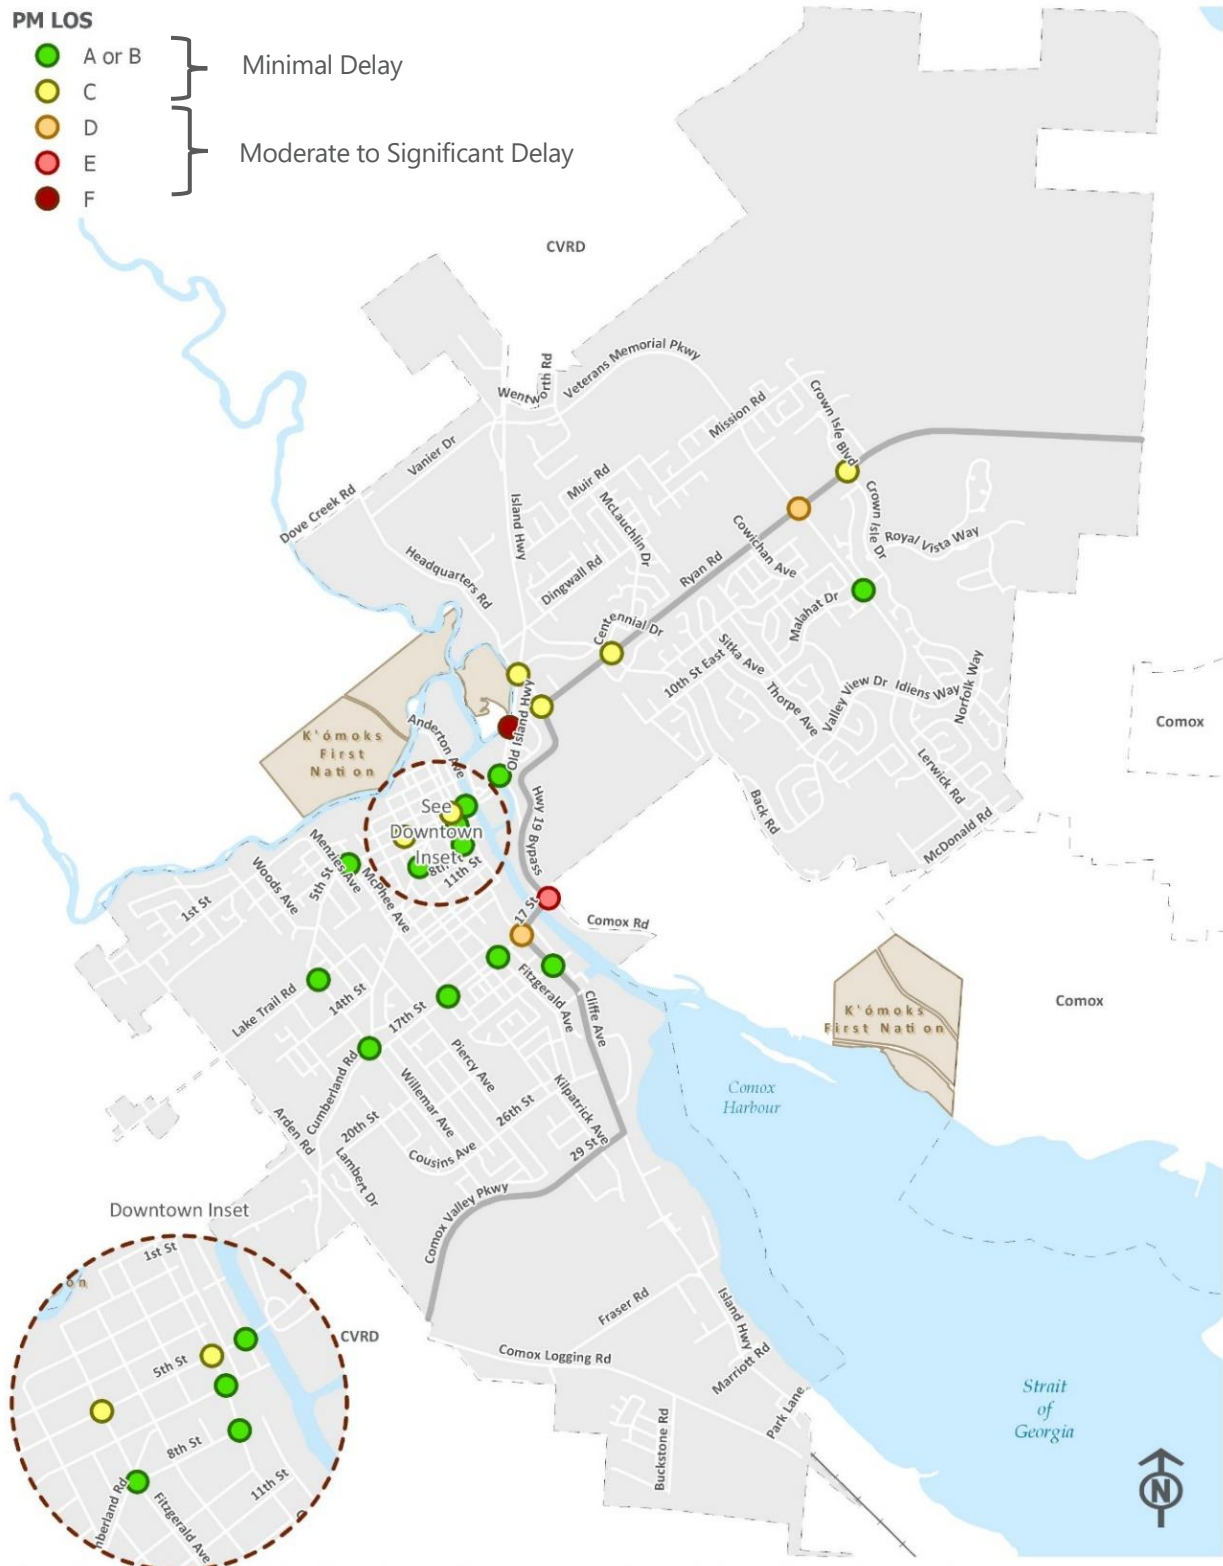 PM LOS
A or B
C
D
E
F
Minimal Delay
Moderate to Significant Delay
CVRD
Wentworth Rd
Veterans Memorial Pkwy
Mission Rd
Crown Isle Blvd
Vanier Dr
Muir Rd
Dove Creek Rd
Island Hwy
McLauchlin Dr
Crown Isle Dr
Royal Vista Way
Cowichan Ave
Headquarters Rd
Dingwall Rd
Ryan Rd
Malahat Dr
Centennial Dr
Sitka Ave
10th St East
Thorpe Ave
Valley View Dr
Idiens Way
Norfolk Way
Comox
K'ómoks
First
Nation
Anderton Ave
Old Island Hwy
Lerwick Rd
See
Downtown
Inset
8th
11th St
Hwy 19 Bypass
Back Rd
McDonald Rd
Menzies Ave
McPhee Ave
5th St
Woods Ave
1st St
17 St
Comox Rd
Lake Trail Rd
14th St
Fitzgerald Ave
Cliffe Ave
17th St
Comox
K'ómoks
First Nation
Cumberland Rd
Piercy Ave
Willemar Ave
Kilpatrick Ave
26th St
Comox
Harbour
Arden Rd
20th St
Cousins Ave
29 St
Lambert Dr
Comox Valley Pkwy
Downtown Inset
1st St
on
5th St
8th St
11th St
mberland Rd
Fitzgerald Ave
CVRD
Fraser Rd
Island Hwy
Comox Logging Rd
Marriott Rd
Park Lane
Buckstone Rd
Strait
of
Georgia
N